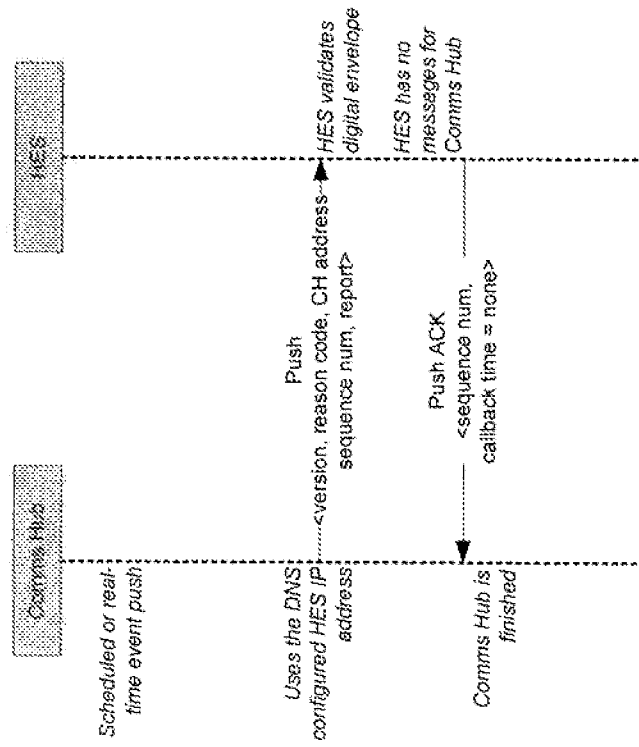 Comms Hub
HES
Scheduled or real-
time event push
Uses the DNS
configured HES IP
address
Push
<version, reason code, CH address
sequence num, report>
HES validates
digital envelope
HES has no
messages for
Comms Hub
Push ACK
<sequence num,
callback time = none>
Comms Hub is
finished